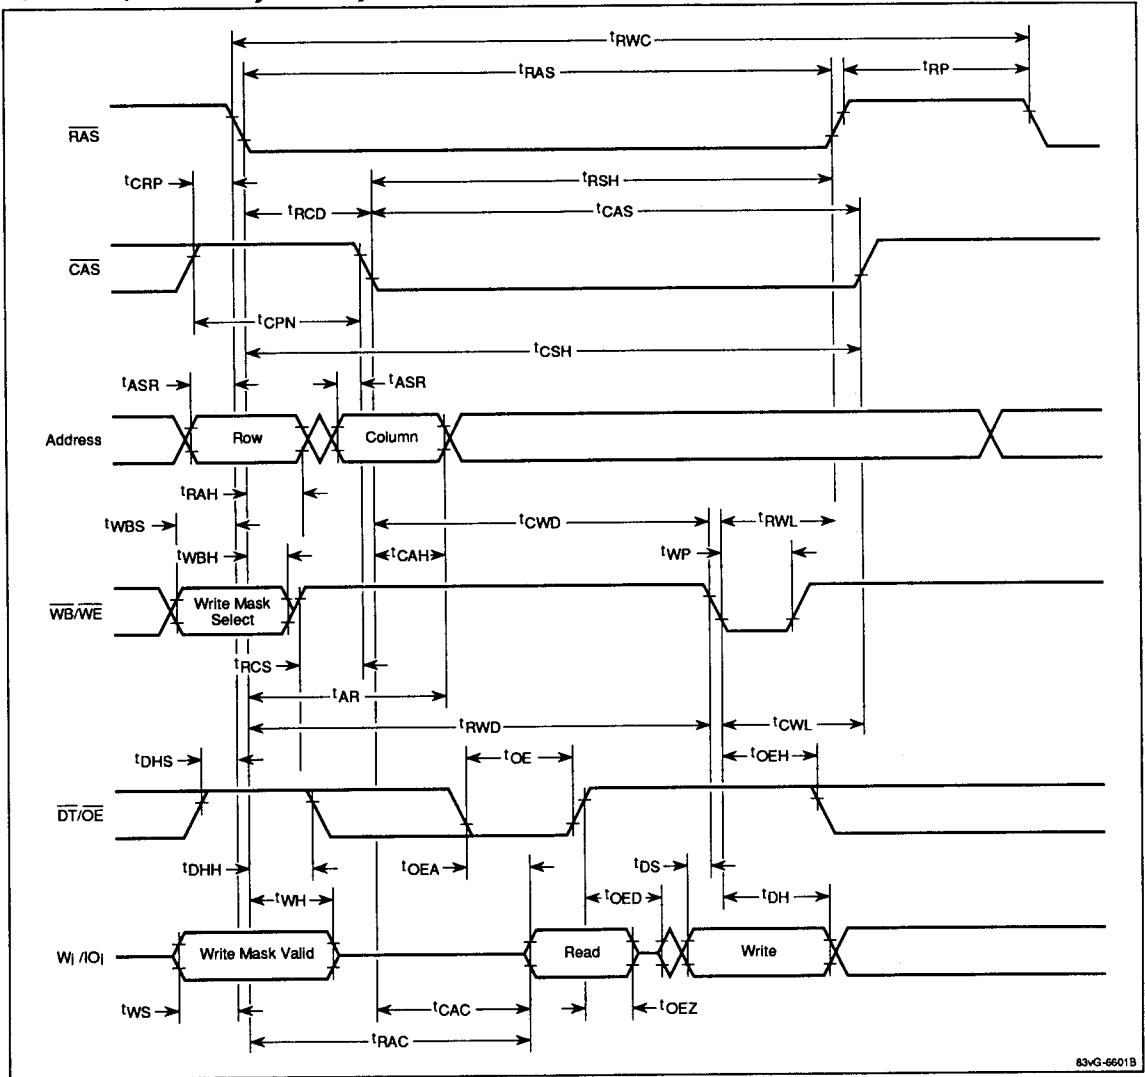 tRWC
tRAS
tRP
RAS
tCRP
tRSH
tRCD
tCAS
CAS
tCPN
tCSH
tASR
tASR
Address
Row
Column
tRAH
tWBS
tCWD
tRWL
tWBH
tCAH
tWP
WB/WE
Write Mask
Select
tRCS
tAR
tRWD
tCWL
tDHS
tOE
tOEH
DT/OE
tDHH
tOEA
tDS
tWH
tOED
tDH
Wi /IOi
Write Mask Valid
Read
Write
tWS
tCAC
tOEZ
tRAC
83vG-6601B